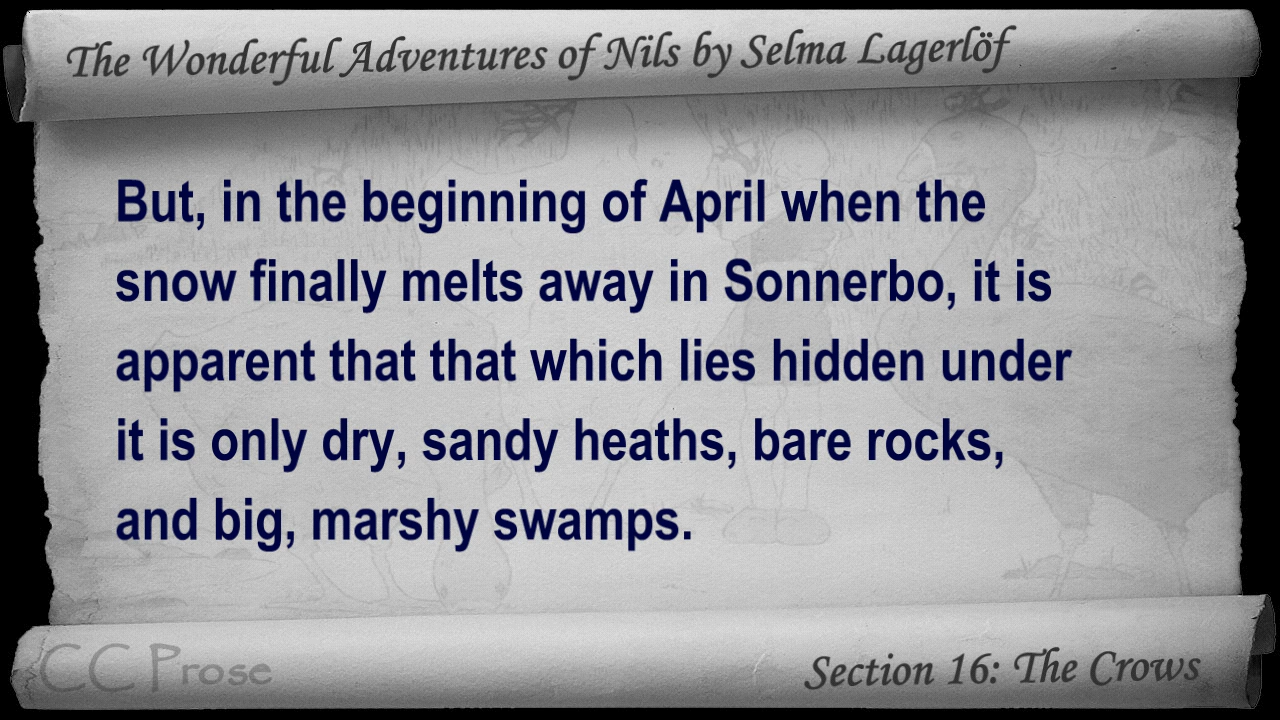 The Wonderful Adventures of Nils by Selma Lagerlöf
But, in the beginning of April when the
snow finally melts away in Sonnerbo, it is
apparent that that which lies hidden under
it is only dry, sandy heaths, bare rocks,
and big, marshy swamps.
CC Prose
Section 16: The Crows